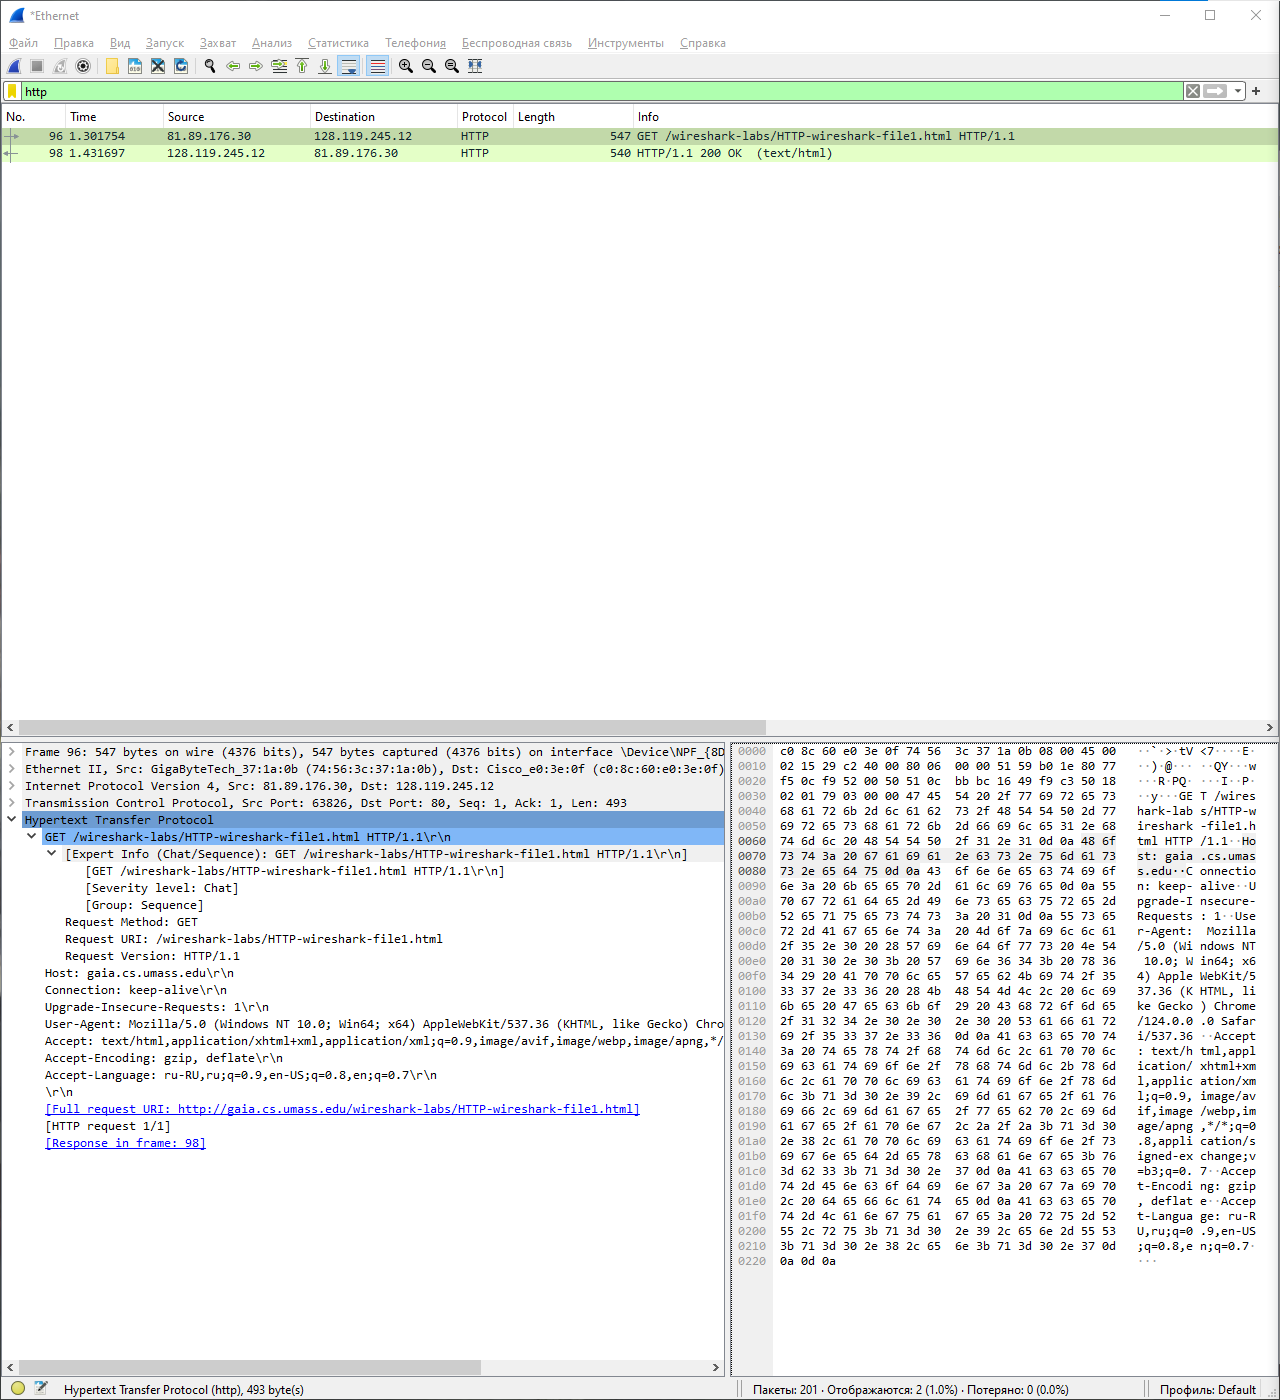 *Ethernet
Файл Правка Вид Запуск Захват Анализ Статистика Телефония Беспроводная связь Инструменты Справка
http
No. Time Source Destination Protocol Length Info
96 1.301754 81.89.176.30 128.119.245.12 HTTP 547 GET /wireshark-labs/HTTP-wireshark-file1.html HTTP/1.1
98 1.431697 128.119.245.12 81.89.176.30 HTTP 540 HTTP/1.1 200 OK (text/html)
Frame 96: 547 bytes on wire (4376 bits), 547 bytes captured (4376 bits) on interface \Device\NPF_{8D
Ethernet II, Src: GigaByteTech_37:1a:0b (74:56:3c:37:1a:0b), Dst: Cisco_e0:3e:0f (c0:8c:60:e0:3e:0f)
Internet Protocol Version 4, Src: 81.89.176.30, Dst: 128.119.245.12
Transmission Control Protocol, Src Port: 63826, Dst Port: 80, Seq: 1, Ack: 1, Len: 493
Hypertext Transfer Protocol
GET /wireshark-labs/HTTP-wireshark-file1.html HTTP/1.1\r\n
[Expert Info (Chat/Sequence): GET /wireshark-labs/HTTP-wireshark-file1.html HTTP/1.1\r\n]
[GET /wireshark-labs/HTTP-wireshark-file1.html HTTP/1.1\r\n]
[Severity level: Chat]
[Group: Sequence]
Request Method: GET
Request URI: /wireshark-labs/HTTP-wireshark-file1.html
Request Version: HTTP/1.1
Host: gaia.cs.umass.edu\r\n
Connection: keep-alive\r\n
Upgrade-Insecure-Requests: 1\r\n
User-Agent: Mozilla/5.0 (Windows NT 10.0; Win64; x64) AppleWebKit/537.36 (KHTML, like Gecko) Chro
Accept: text/html,application/xhtml+xml,application/xml;q=0.9,image/avif,image/webp,image/apng,*/
Accept-Encoding: gzip, deflate\r\n
Accept-Language: ru-RU,ru;q=0.9,en-US;q=0.8,en;q=0.7\r\n
\r\n
[Full request URI: http://gaia.cs.umass.edu/wireshark-labs/HTTP-wireshark-file1.html]
[HTTP request 1/1]
[Response in frame: 98]
0000 c0 8c 60 e0 3e 0f 74 56 3c 37 1a 0b 08 00 45 00 ··`·>·tV <7····E·
0010 02 15 29 c2 40 00 80 06 00 00 51 59 b0 1e 80 77 ··)·@··· ··QY···w
0020 f5 0c f9 52 00 50 51 0c bb bc 16 49 f9 c3 50 18 ···R·PQ· ···I··P·
0030 02 01 79 03 00 00 47 45 54 20 2f 77 69 72 65 73 ··y···GE T /wires
0040 68 61 72 6b 2d 6c 61 62 73 2f 48 54 54 50 2d 77 hark-lab s/HTTP-w
0050 69 72 65 73 68 61 72 6b 2d 66 69 6c 65 31 2e 68 ireshark -file1.h
0060 74 6d 6c 20 48 54 54 50 2f 31 2e 31 0d 0a 48 6f tml HTTP /1.1··Ho
0070 73 74 3a 20 67 61 69 61 2e 63 73 2e 75 6d 61 73 st: gaia .cs.umas
0080 73 2e 65 64 75 0d 0a 43 6f 6e 6e 65 63 74 69 6f s.edu··C onnectio
0090 6e 3a 20 6b 65 65 70 2d 61 6c 69 76 65 0d 0a 55 n: keep- alive··U
00a0 70 67 72 61 64 65 2d 49 6e 73 65 63 75 72 65 2d pgrade-I nsecure-
00b0 52 65 71 75 65 73 74 73 3a 20 31 0d 0a 55 73 65 Requests : 1··Use
00c0 72 2d 41 67 65 6e 74 3a 20 4d 6f 7a 69 6c 6c 61 r-Agent: Mozilla
00d0 2f 35 2e 30 20 28 57 69 6e 64 6f 77 73 20 4e 54 /5.0 (Wi ndows NT
00e0 20 31 30 2e 30 3b 20 57 69 6e 36 34 3b 20 78 36 10.0; W in64; x6
00f0 34 29 20 41 70 70 6c 65 57 65 62 4b 69 74 2f 35 4) Apple WebKit/5
0100 33 37 2e 33 36 20 28 4b 48 54 4d 4c 2c 20 6c 69 37.36 (K HTML, li
0110 6b 65 20 47 65 63 6b 6f 29 20 43 68 72 6f 6d 65 ke Gecko ) Chrome
0120 2f 31 32 34 2e 30 2e 30 2e 30 20 53 61 66 61 72 /124.0.0 .0 Safar
0130 69 2f 35 33 37 2e 33 36 0d 0a 41 63 63 65 70 74 i/537.36 ··Accept
0140 3a 20 74 65 78 74 2f 68 74 6d 6c 2c 61 70 70 6c : text/h tml,appl
0150 69 63 61 74 69 6f 6e 2f 78 68 74 6d 6c 2b 78 6d ication/ xhtml+xm
0160 6c 2c 61 70 70 6c 69 63 61 74 69 6f 6e 2f 78 6d l,applic ation/xm
0170 6c 3b 71 3d 30 2e 39 2c 69 6d 61 67 65 2f 61 76 l;q=0.9, image/av
0180 69 66 2c 69 6d 61 67 65 2f 77 65 62 70 2c 69 6d if,image /webp,im
0190 61 67 65 2f 61 70 6e 67 2c 2a 2f 2a 3b 71 3d 30 age/apng ,*/*;q=0
01a0 2e 38 2c 61 70 70 6c 69 63 61 74 69 6f 6e 2f 73 .8,appli cation/s
01b0 69 67 6e 65 64 2d 65 78 63 68 61 6e 67 65 3b 76 igned-ex change;v
01c0 3d 62 33 3b 71 3d 30 2e 37 0d 0a 41 63 63 65 70 =b3;q=0. 7··Accep
01d0 74 2d 45 6e 63 6f 64 69 6e 67 3a 20 67 7a 69 70 t-Encodi ng: gzip
01e0 2c 20 64 65 66 6c 61 74 65 0d 0a 41 63 63 65 70 , deflat e··Accep
01f0 74 2d 4c 61 6e 67 75 61 67 65 3a 20 72 75 2d 52 t-Langua ge: ru-R
0200 55 2c 72 75 3b 71 3d 30 2e 39 2c 65 6e 2d 55 53 U,ru;q=0 .9,en-US
0210 3b 71 3d 30 2e 38 2c 65 6e 3b 71 3d 30 2e 37 0d ;q=0.8,e n;q=0.7·
0220 0a 0d 0a ···
Hypertext Transfer Protocol (http), 493 byte(s)
Пакеты: 201 · Отображаются: 2 (1.0%) · Потеряно: 0 (0.0%)
Профиль: Default